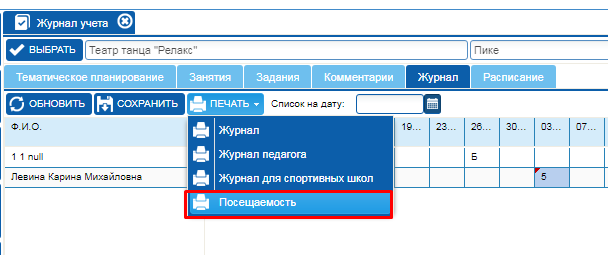 Журнал учета
ВЫБРАТЬ Театр танца "Релакс" Пике
Тематическое планирование Занятия Задания Комментарии Журнал Расписание
ОБНОВИТЬ СОХРАНИТЬ ПЕЧАТЬ Список на дату:
Ф.И.О. 19... 23... 26... 30... 03... 07...
Журнал
1 1 null Б
Журнал педагога
Левина Карина Михайловна 5
Журнал для спортивных школ
Посещаемость